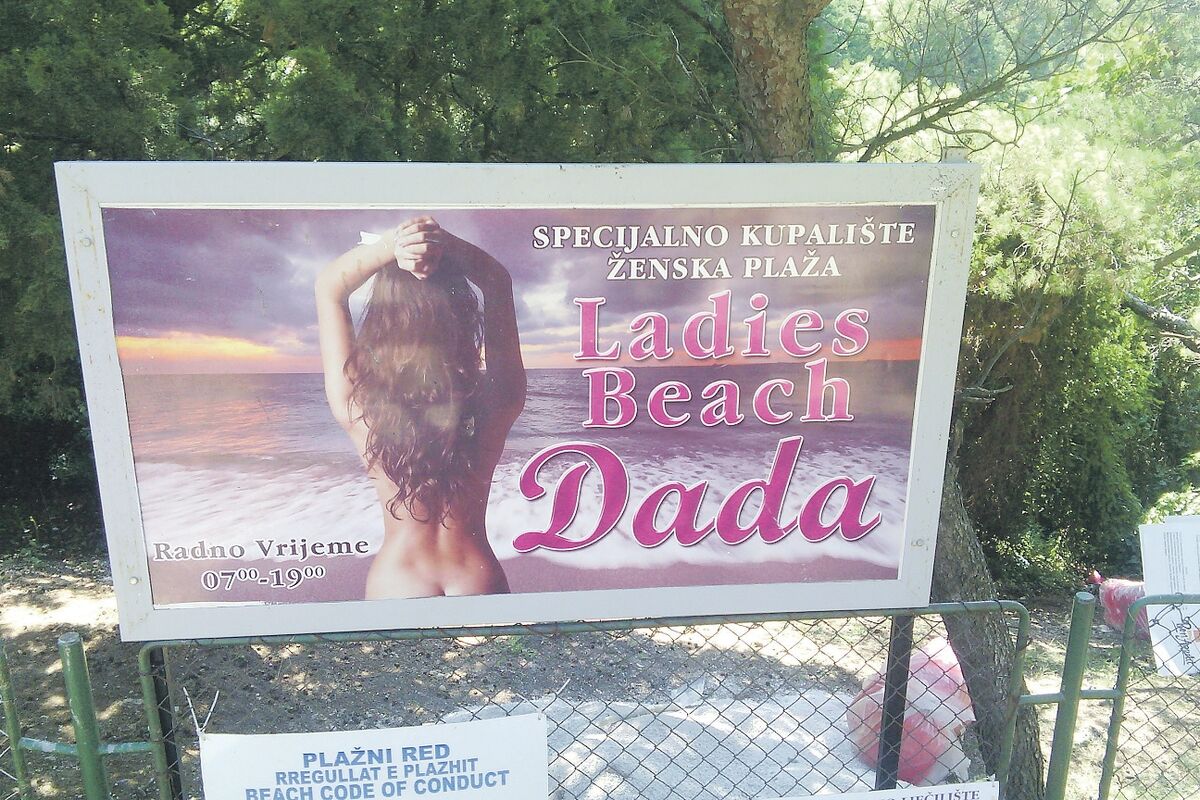 SPECIJALNO KUPALIŠTE
ŽENSKA PLAŽA
Ladies
Beach
Dada
Radno Vrijeme
07⁰⁰-19⁰⁰
PLAŽNI RED
RREGULLAT E PLAZHIT
BEACH CODE OF CONDUCT
LJEČILIŠTE